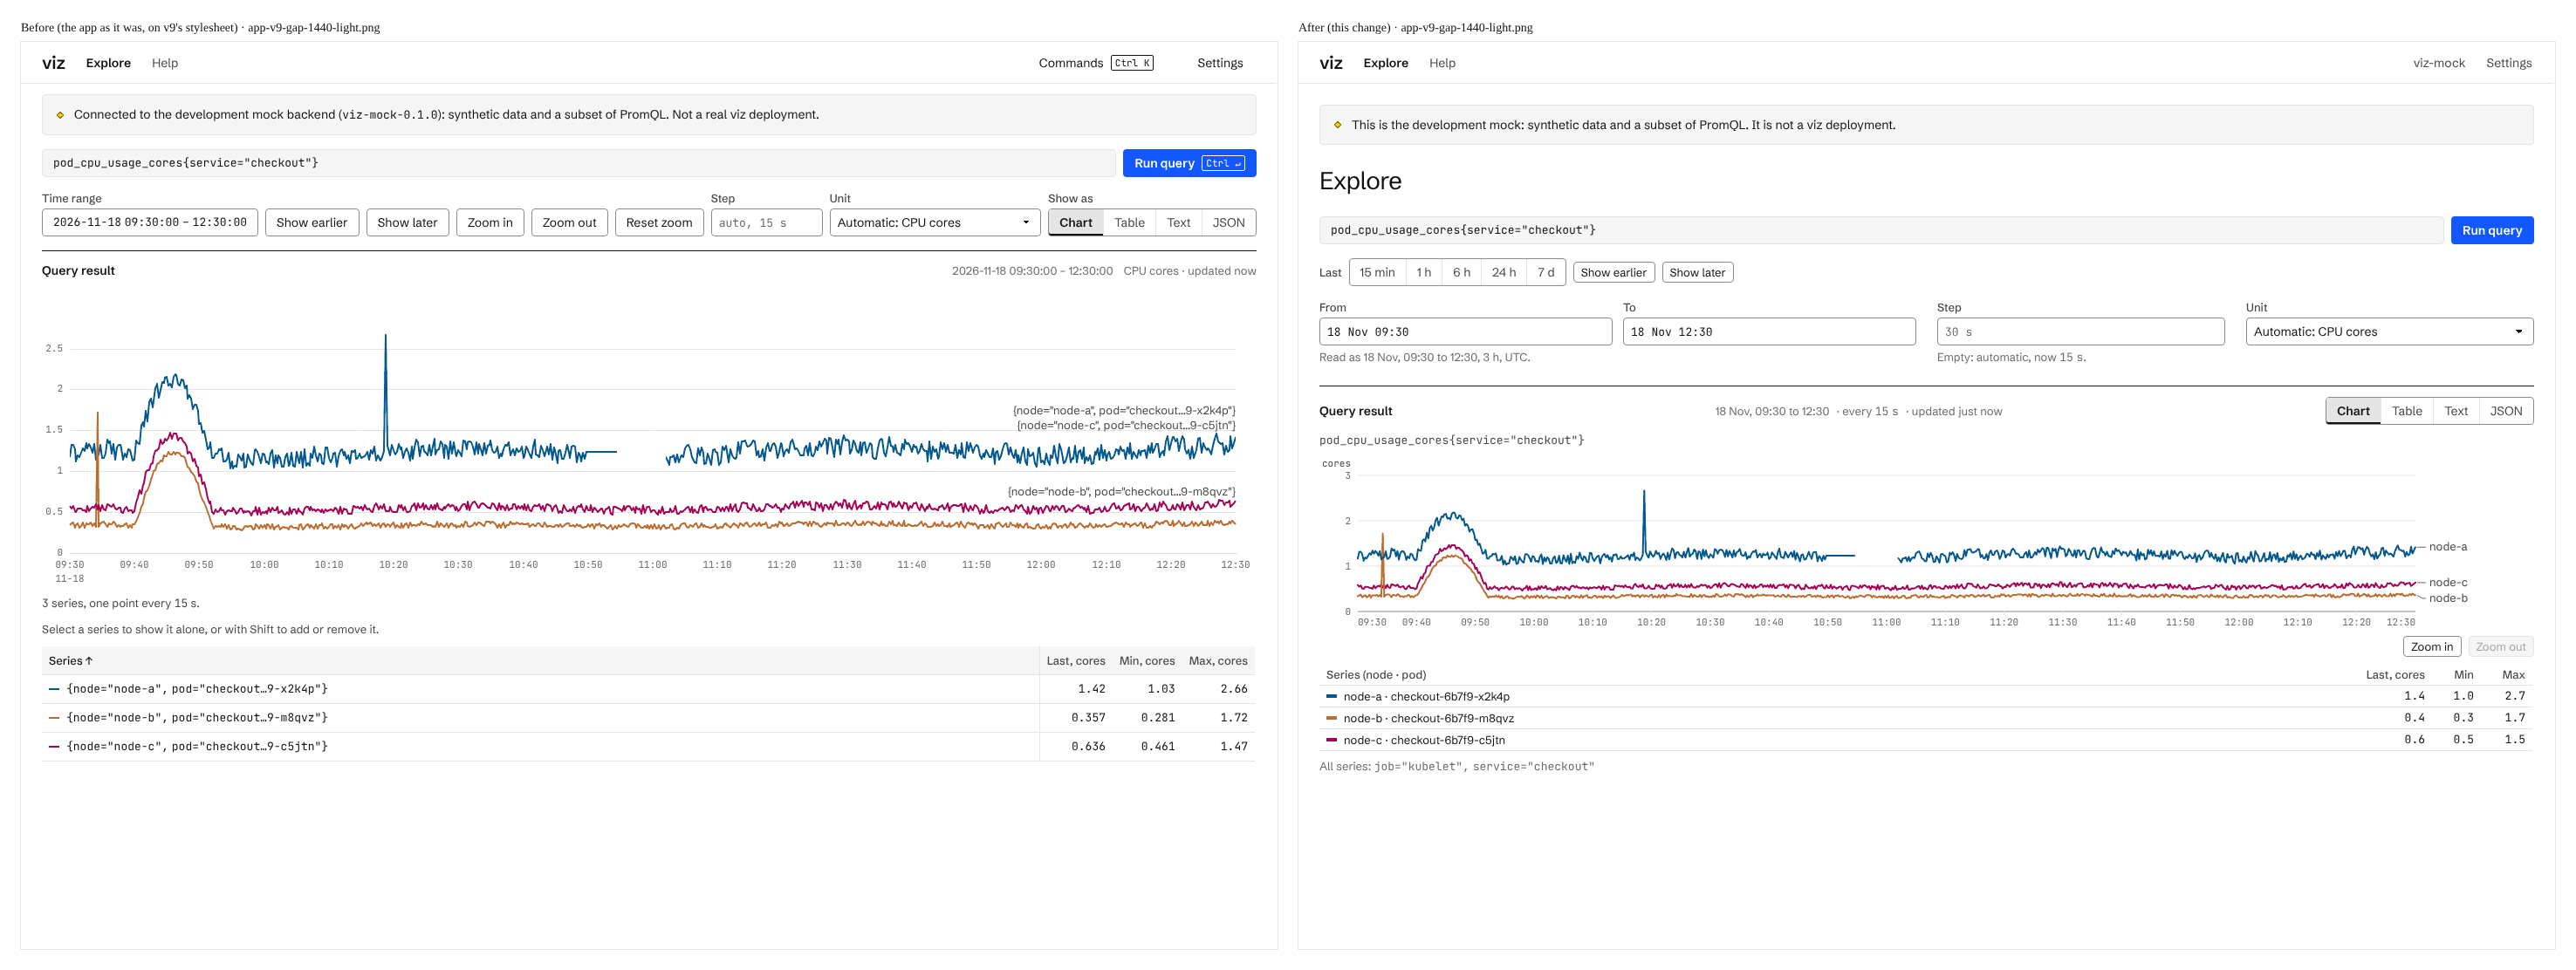 Before (the app as it was, on v9's stylesheet) · app-v9-gap-1440-light.png
viz Explore Help Commands Ctrl K Settings
Connected to the development mock backend (viz-mock-0.1.0): synthetic data and a subset of PromQL. Not a real viz deployment.
pod_cpu_usage_cores{service="checkout"} Run query Ctrl ↵
Time range Step Unit Show as
2026-11-18 09:30:00 – 12:30:00 Show earlier Show later Zoom in Zoom out Reset zoom auto, 15 s Automatic: CPU cores Chart Table Text JSON
Query result 2026-11-18 09:30:00 – 12:30:00 CPU cores · updated now
2.5
2
{node="node-a", pod="checkout…9-x2k4p"}
1.5 {node="node-c", pod="checkout…9-c5jtn"}
1
{node="node-b", pod="checkout…9-m8qvz"}
0.5
0
09:30 09:40 09:50 10:00 10:10 10:20 10:30 10:40 10:50 11:00 11:10 11:20 11:30 11:40 11:50 12:00 12:10 12:20 12:30
11-18
3 series, one point every 15 s.
Select a series to show it alone, or with Shift to add or remove it.
Series ↑ Last, cores Min, cores Max, cores
{node="node-a", pod="checkout…9-x2k4p"} 1.42 1.03 2.66
{node="node-b", pod="checkout…9-m8qvz"} 0.357 0.281 1.72
{node="node-c", pod="checkout…9-c5jtn"} 0.636 0.461 1.47
After (this change) · app-v9-gap-1440-light.png
viz Explore Help viz-mock Settings
This is the development mock: synthetic data and a subset of PromQL. It is not a viz deployment.
Explore
pod_cpu_usage_cores{service="checkout"} Run query
Last 15 min 1 h 6 h 24 h 7 d Show earlier Show later
From To Step Unit
18 Nov 09:30 18 Nov 12:30 30 s Automatic: CPU cores
Read as 18 Nov, 09:30 to 12:30, 3 h, UTC. Empty: automatic, now 15 s.
Query result 18 Nov, 09:30 to 12:30 · every 15 s · updated just now Chart Table Text JSON
pod_cpu_usage_cores{service="checkout"}
cores
3
2
node-a
1
node-c
node-b
0
09:30 09:40 09:50 10:00 10:10 10:20 10:30 10:40 10:50 11:00 11:10 11:20 11:30 11:40 11:50 12:00 12:10 12:20 12:30
Zoom in Zoom out
Series (node · pod) Last, cores Min Max
node-a · checkout-6b7f9-x2k4p 1.4 1.0 2.7
node-b · checkout-6b7f9-m8qvz 0.4 0.3 1.7
node-c · checkout-6b7f9-c5jtn 0.6 0.5 1.5
All series: job="kubelet", service="checkout"